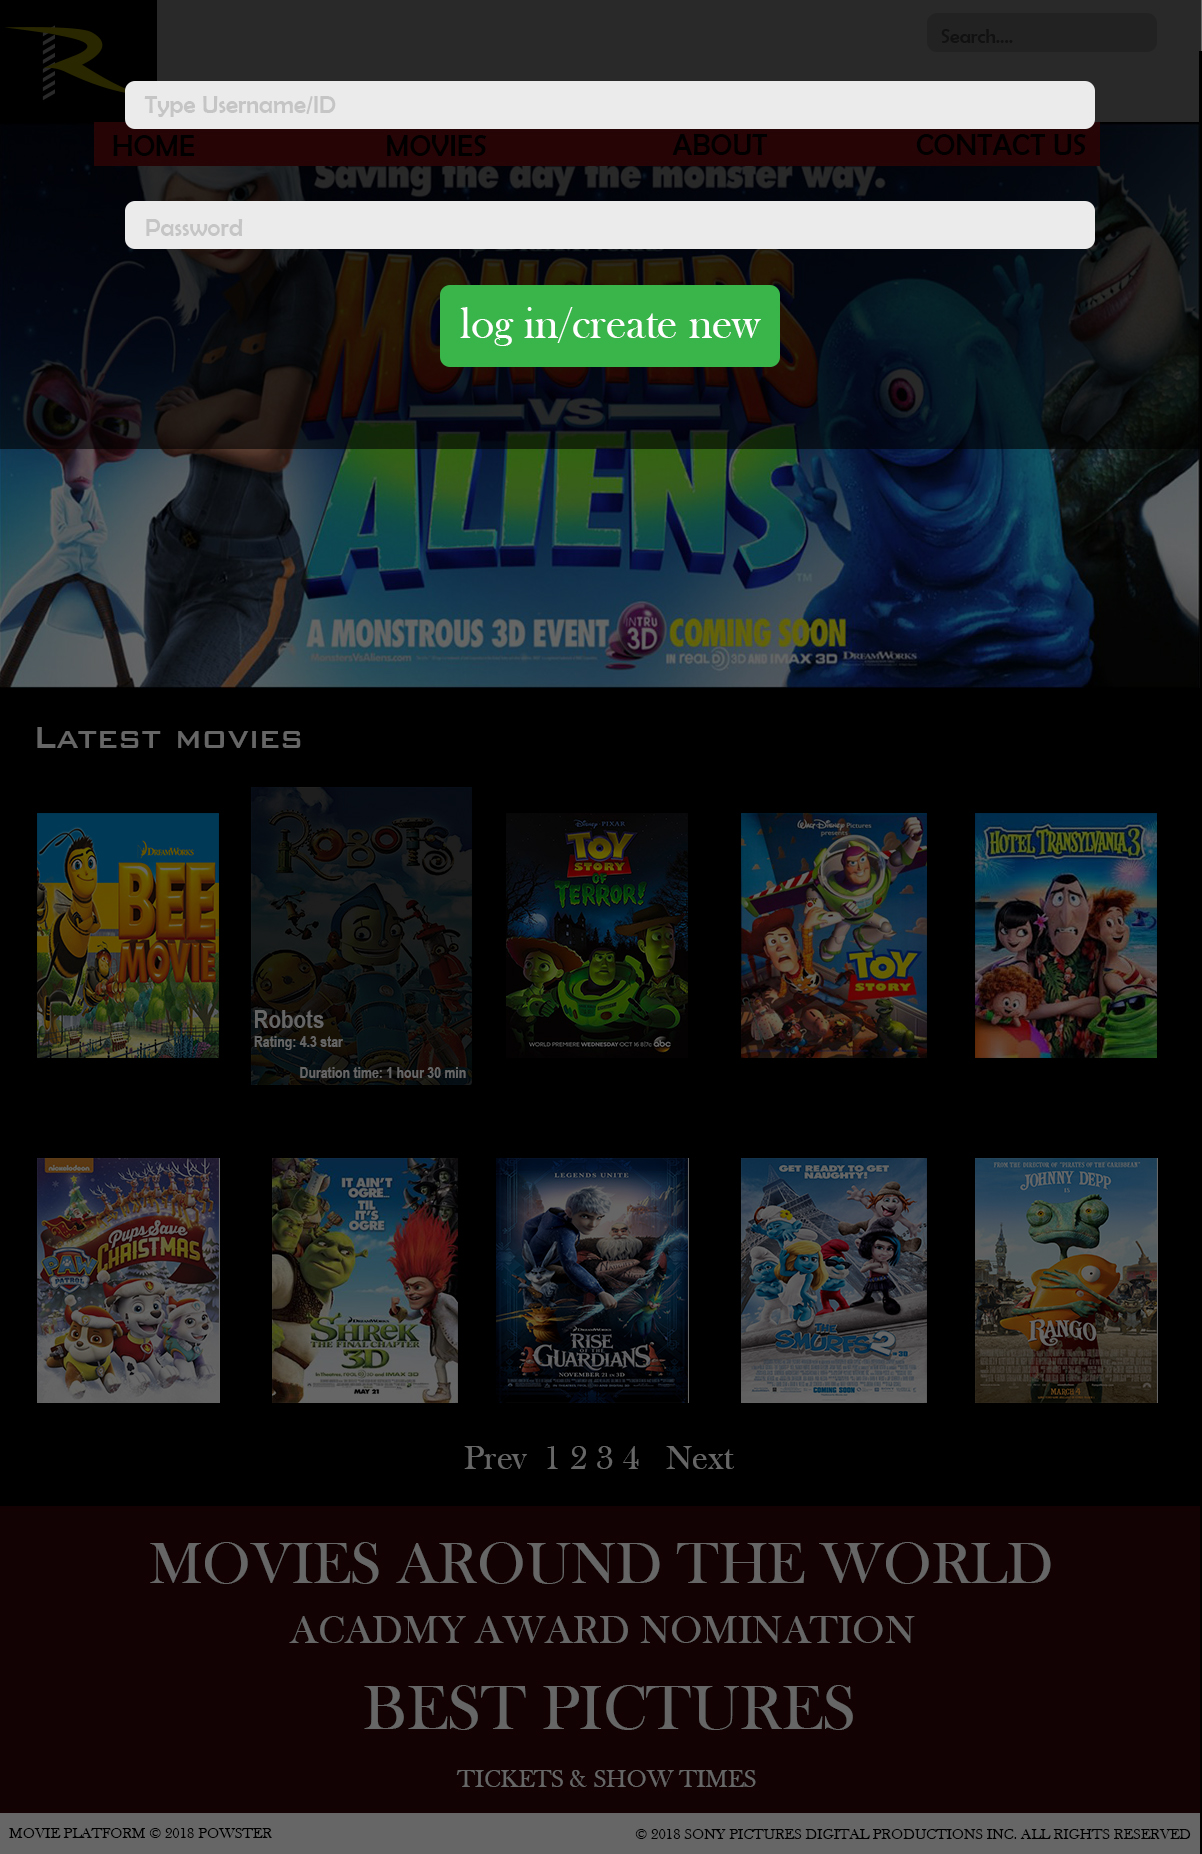 R
Search....
Type Username/ID
HOME MOVIES ABOUT CONTACT US
Saving the day the monster way.
Password
log in/create new
MONSTERS
VS
ALIENS
TM
A MONSTROUS 3D EVENT INTRU 3D COMING SOON
MonstersVsAliens.com
IN REAL D 3D AND IMAX 3D DREAMWORKS
LATEST MOVIES
DREAMWORKS
BEE
MOVIE
ROBOTS
Robots
Rating: 4.3 star
Duration time: 1 hour 30 min
Disney PIXAR
TOY
STORY
OF
TERROR!
WORLD PREMIERE WEDNESDAY OCT 16 8|7c abc
Walt Disney Pictures
presents
TOY
STORY
HOTEL TRANSYLVANIA 3
nickelodeon
Pups Save
CHRISTMAS
PAW
PATROL
IT AIN'T
OGRE...
TIL
IT'S
OGRE
DREAMWORKS
SHREK
THE FINAL CHAPTER
3D
MAY 21
LEGENDS UNITE
DREAMWORKS
RISE
OF THE
GUARDIANS
NOVEMBER 21 in 3D
GET READY TO GET
NAUGHTY!
THE
SMURFS 2
IN 3D
COMING SOON
FROM THE DIRECTOR OF "PIRATES OF THE CARIBBEAN"
JOHNNY DEPP
IS
RANGO
MARCH 4
Prev 1 2 3 4 Next
MOVIES AROUND THE WORLD
ACADMY AWARD NOMINATION
BEST PICTURES
TICKETS & SHOW TIMES
MOVIE PLATFORM © 2018 POWSTER
© 2018 SONY PICTURES DIGITAL PRODUCTIONS INC. ALL RIGHTS RESERVED